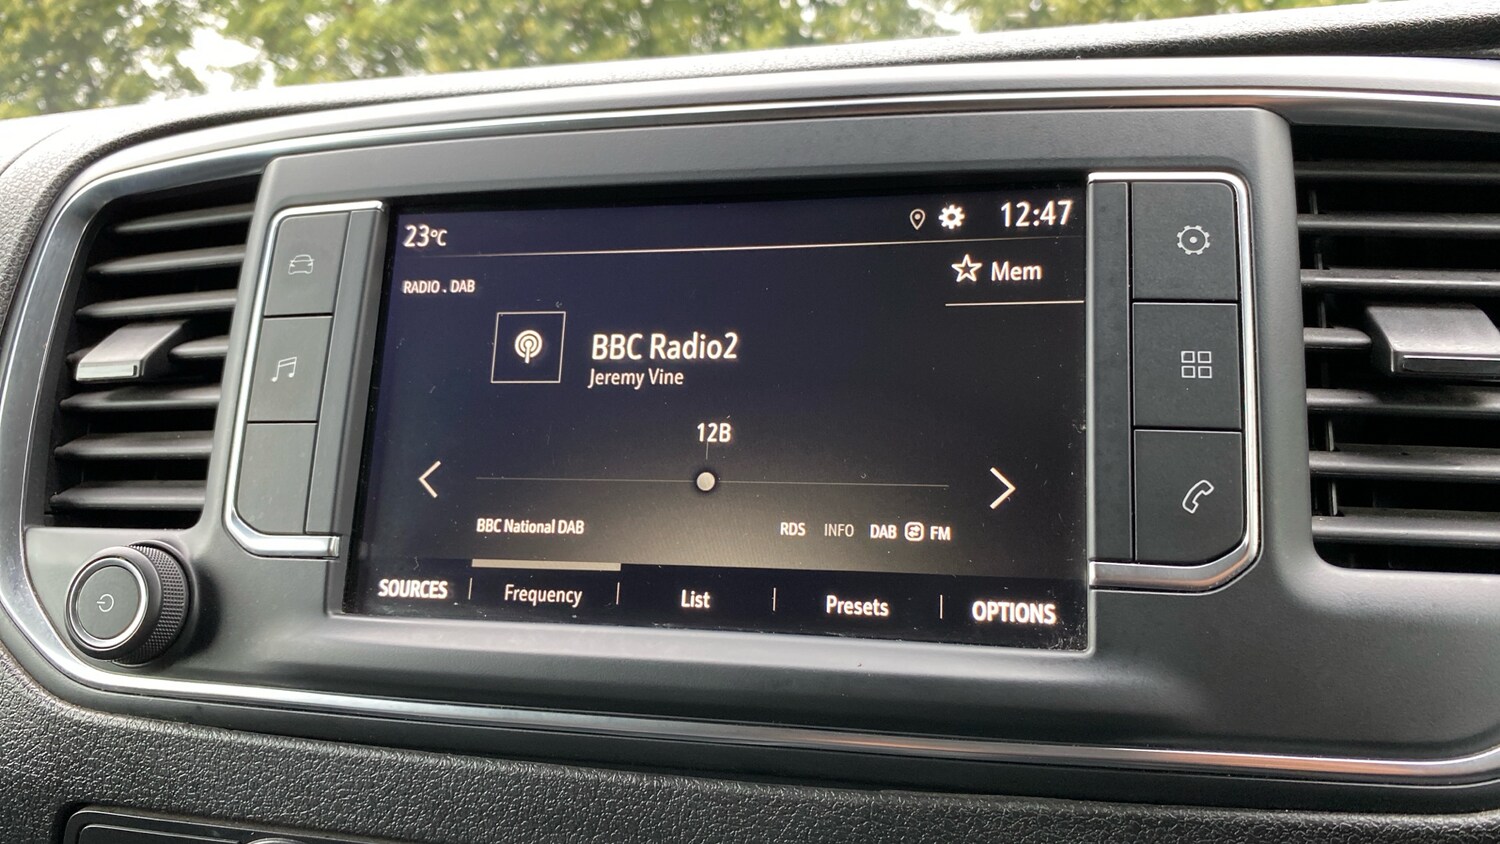 23°C
12:47
RADIO . DAB
Mem
BBC Radio2
Jeremy Vine
12B
BBC National DAB
RDS INFO DAB FM
SOURCES Frequency List Presets OPTIONS